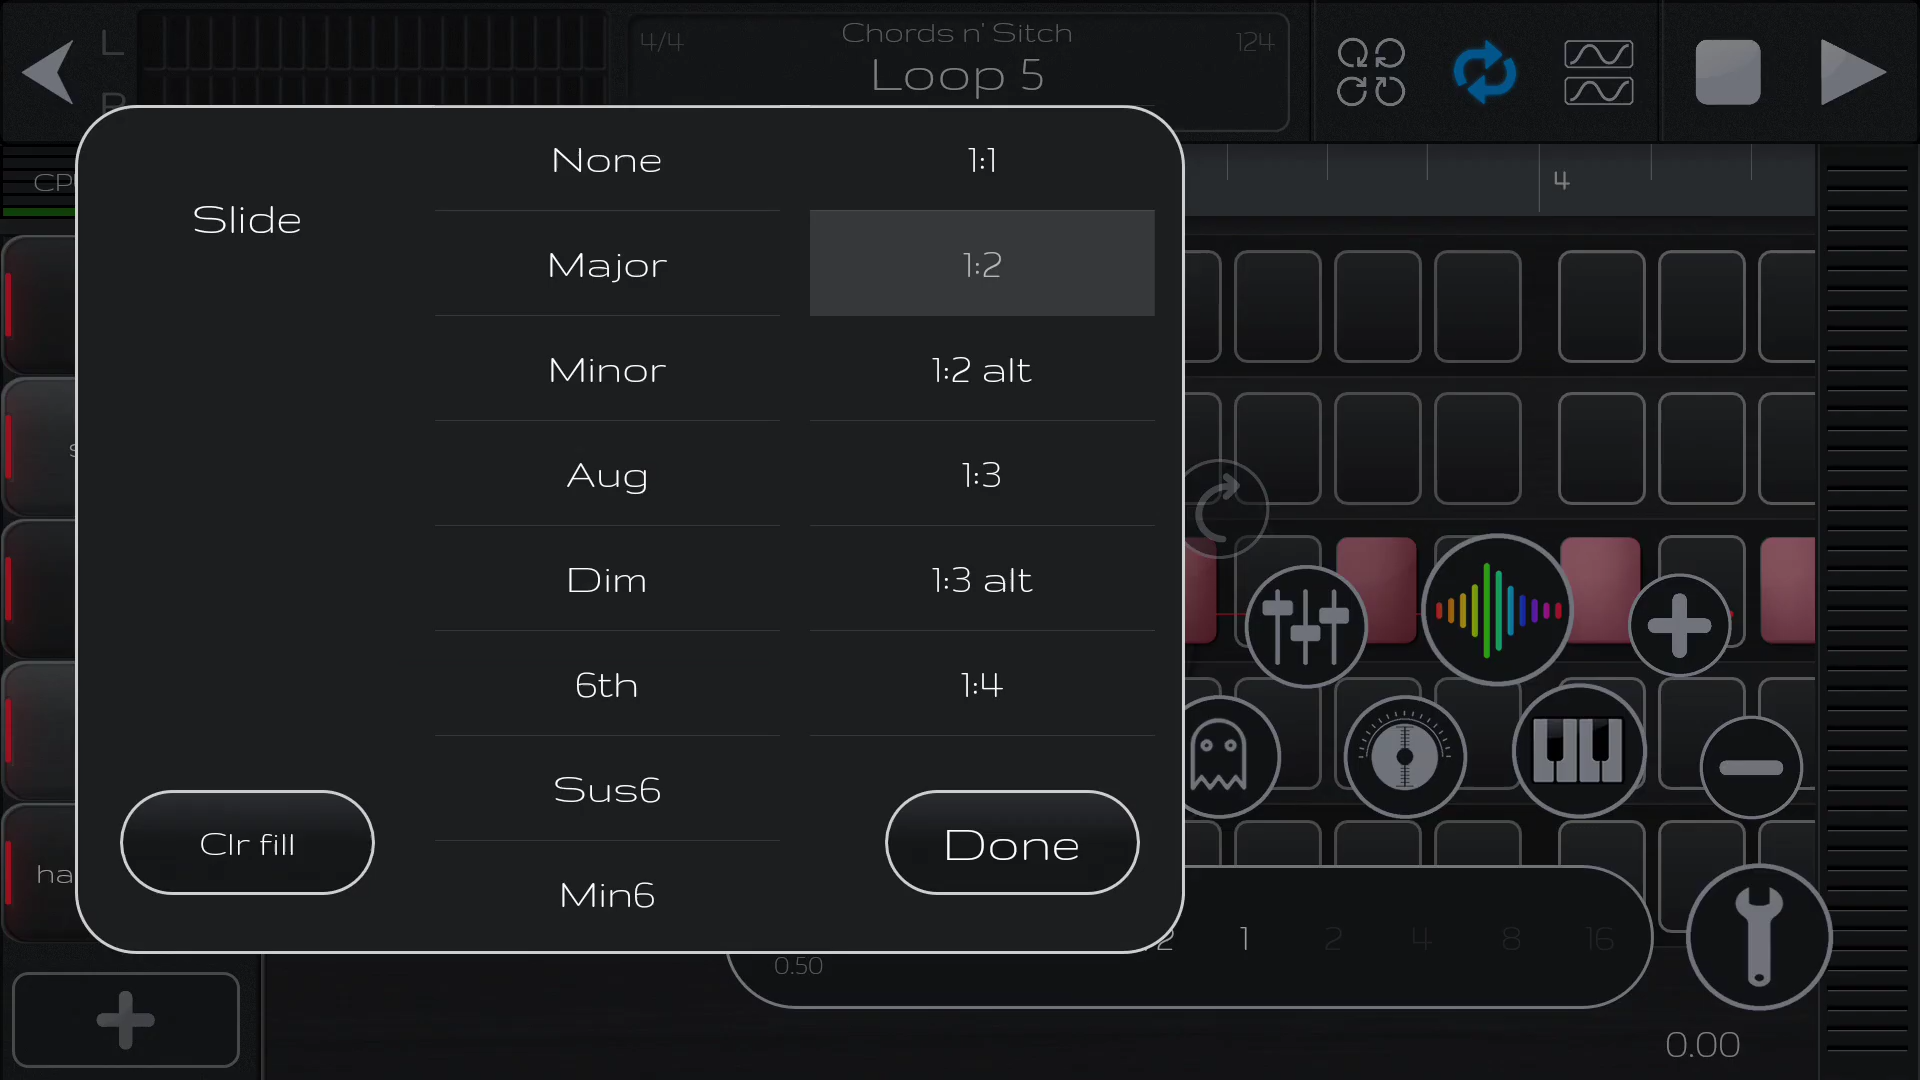 L
R
4/4
Chords n' Sitch
124
Loop 5
CPU
4
Slide
None
Major
Minor
Aug
Dim
6th
Sus6
Min6
1:1
1:2
1:2 alt
1:3
1:3 alt
1:4
s
ha
Clr fill
Done
2
1
2
4
8
16
0.50
0.00